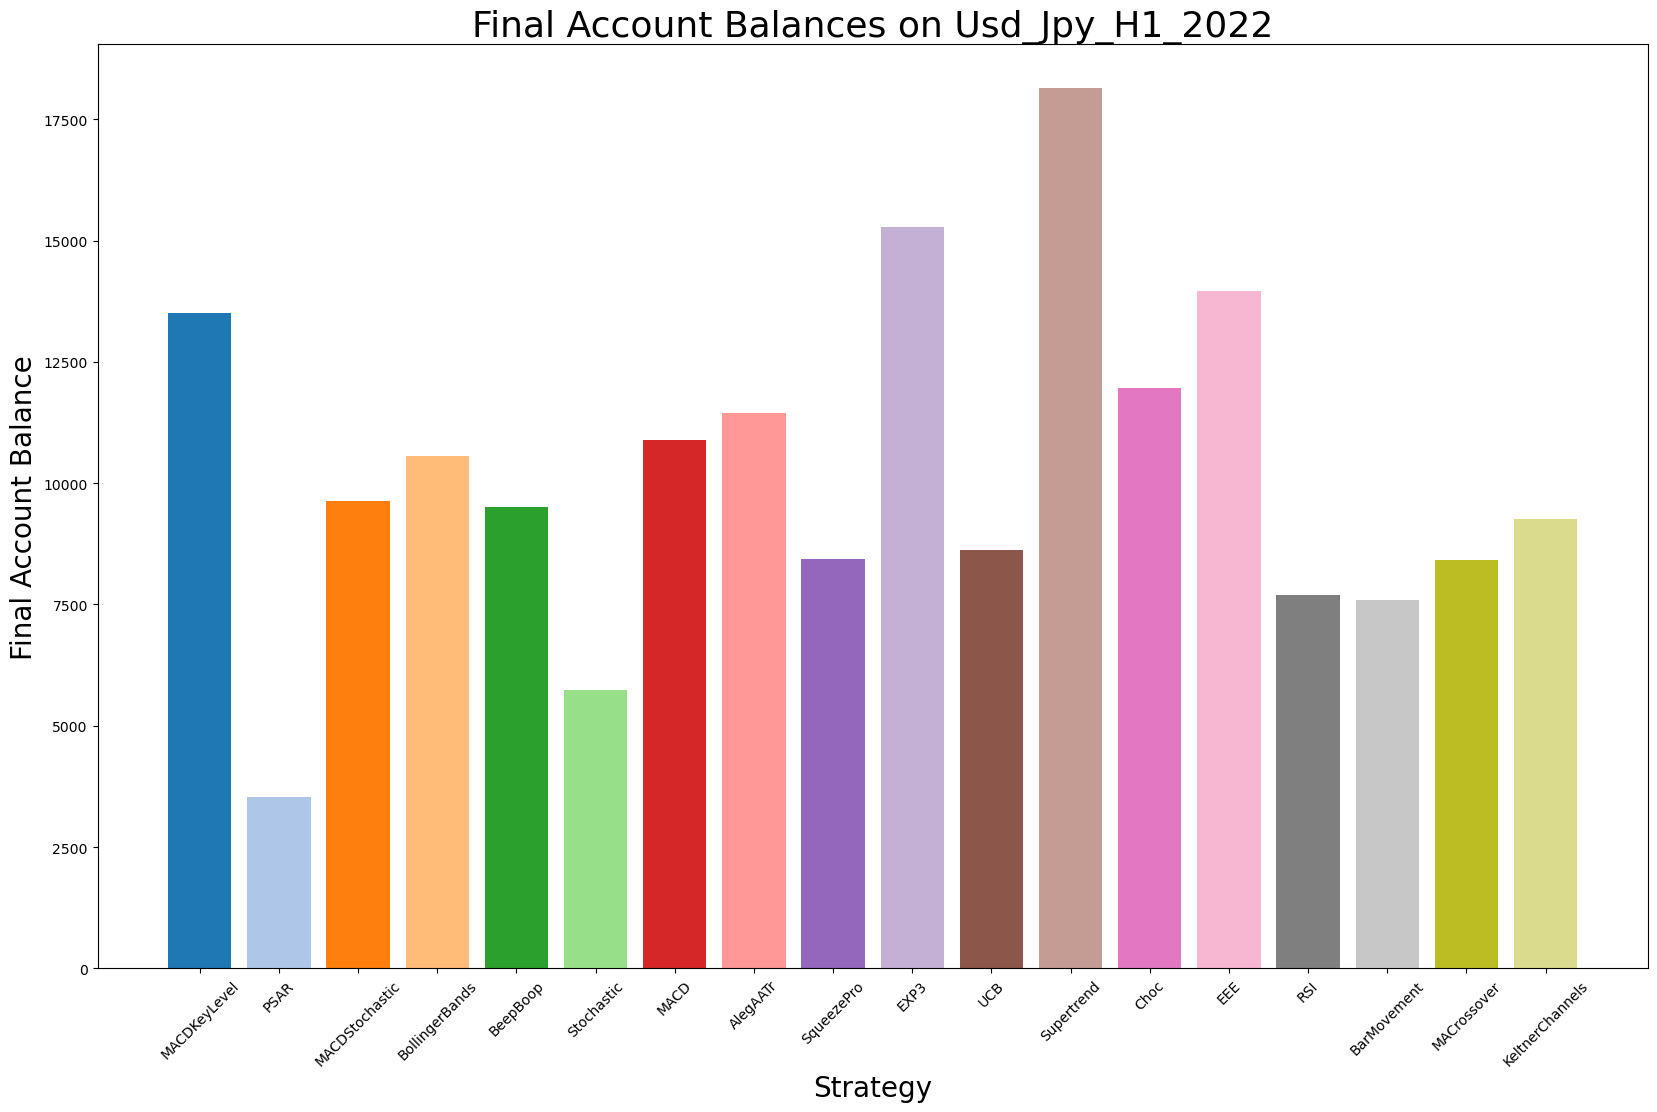 Final Account Balances on Usd_Jpy_H1_2022
Final Account Balance
17500
15000
12500
10000
7500
5000
2500
0
MACDKeyLevel
PSAR
MACDStochastic
BollingerBands
BeepBoop
Stochastic
MACD
AlegAATr
SqueezePro
EXP3
UCB
Supertrend
Choc
EEE
RSI
BarMovement
MACrossover
KeltnerChannels
Strategy